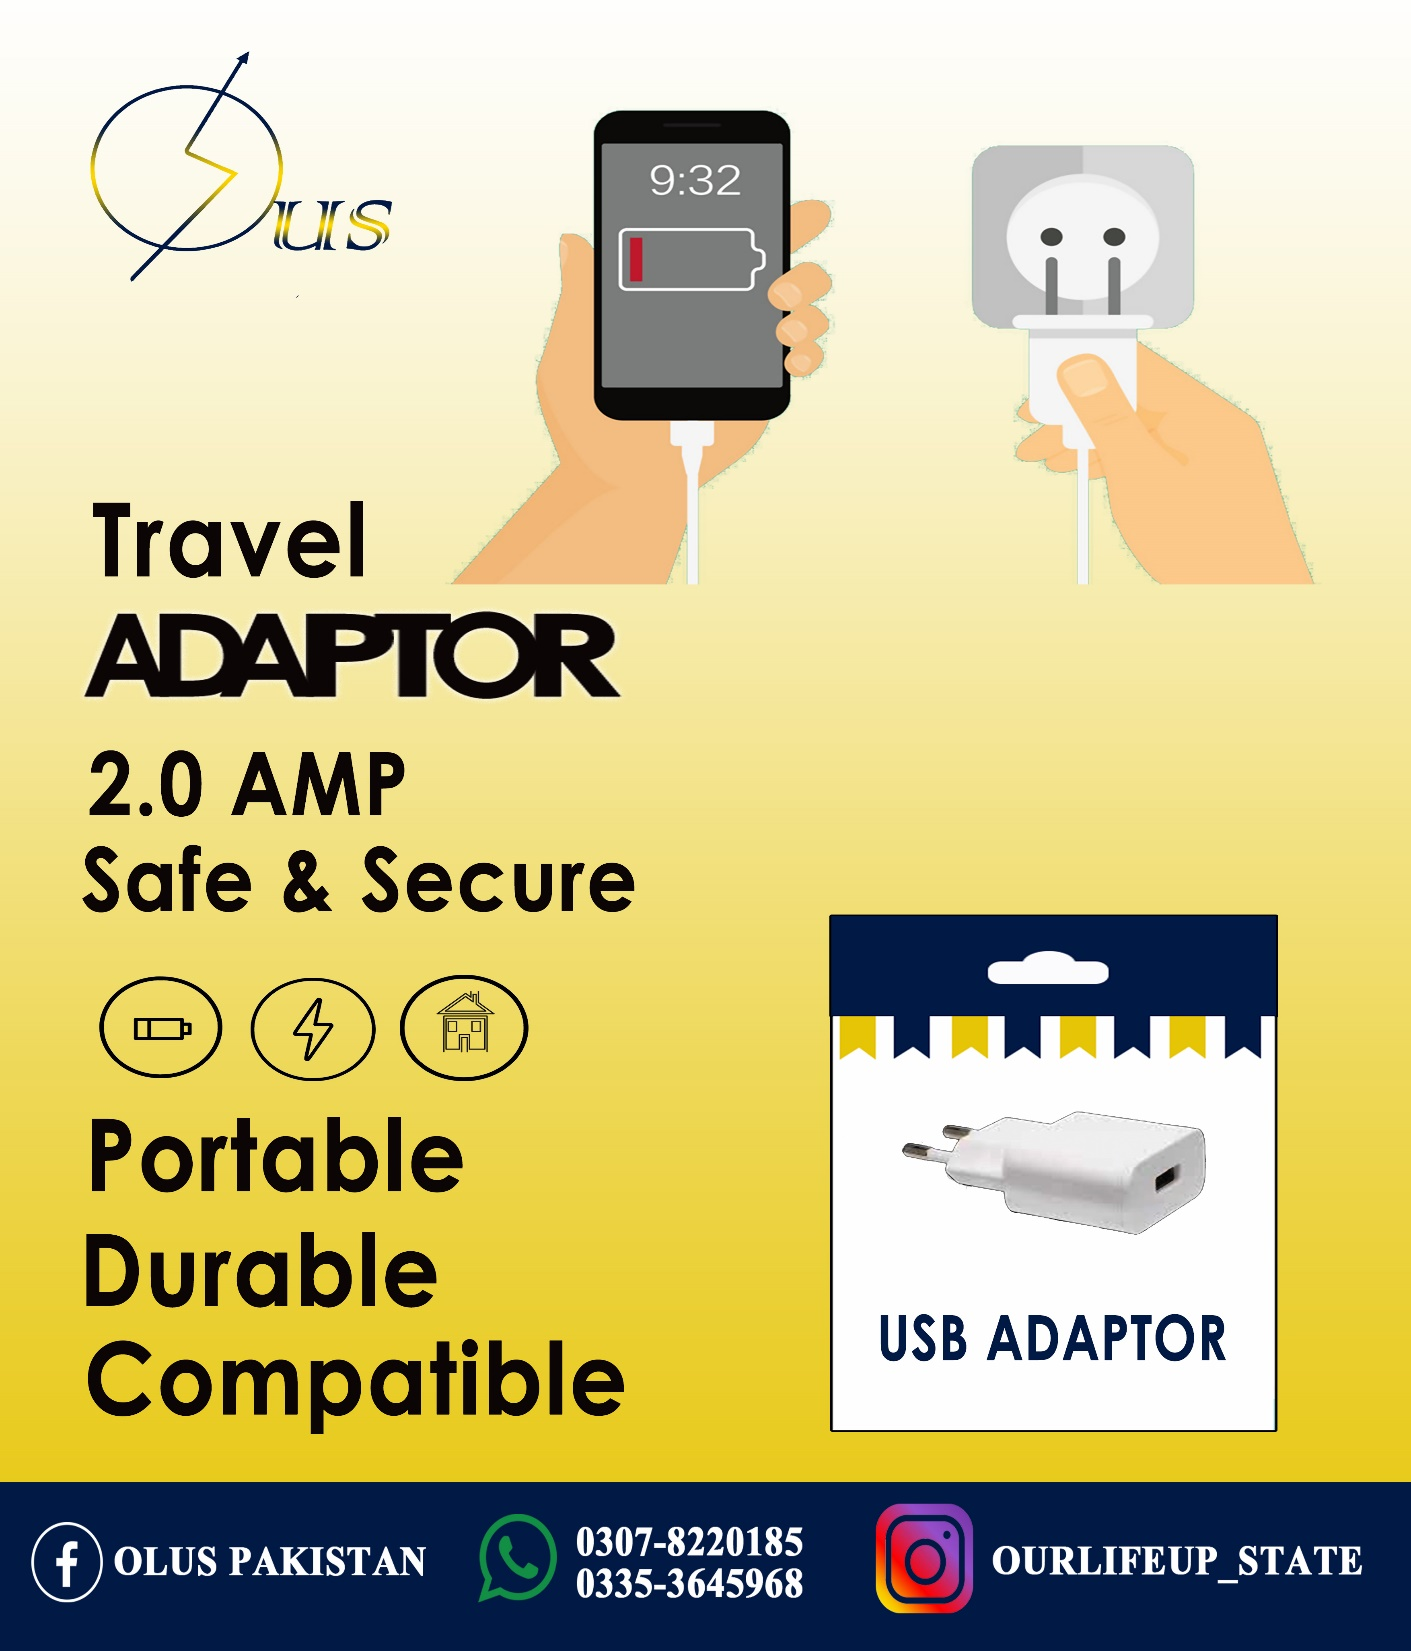 Olus
9:32
Travel
ADAPTOR
2.0 AMP
Safe & Secure
Portable
Durable
Compatible
USB ADAPTOR
OLUS PAKISTAN
0307-8220185
0335-3645968
OURLIFEUP_STATE